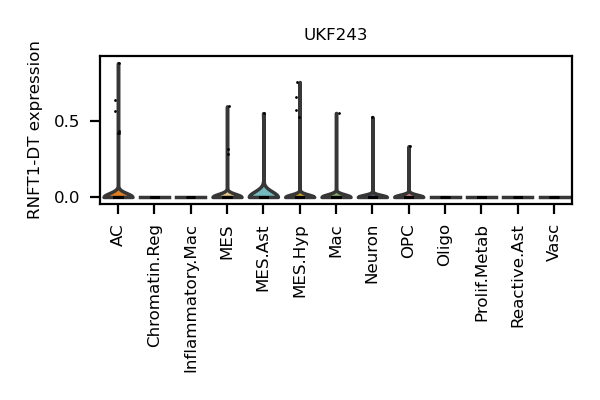 UKF243
RNFT1-DT expression
0.5
0.0
AC
Chromatin.Reg
Inflammatory.Mac
MES
MES.Ast
MES.Hyp
Mac
Neuron
OPC
Oligo
Prolif.Metab
Reactive.Ast
Vasc